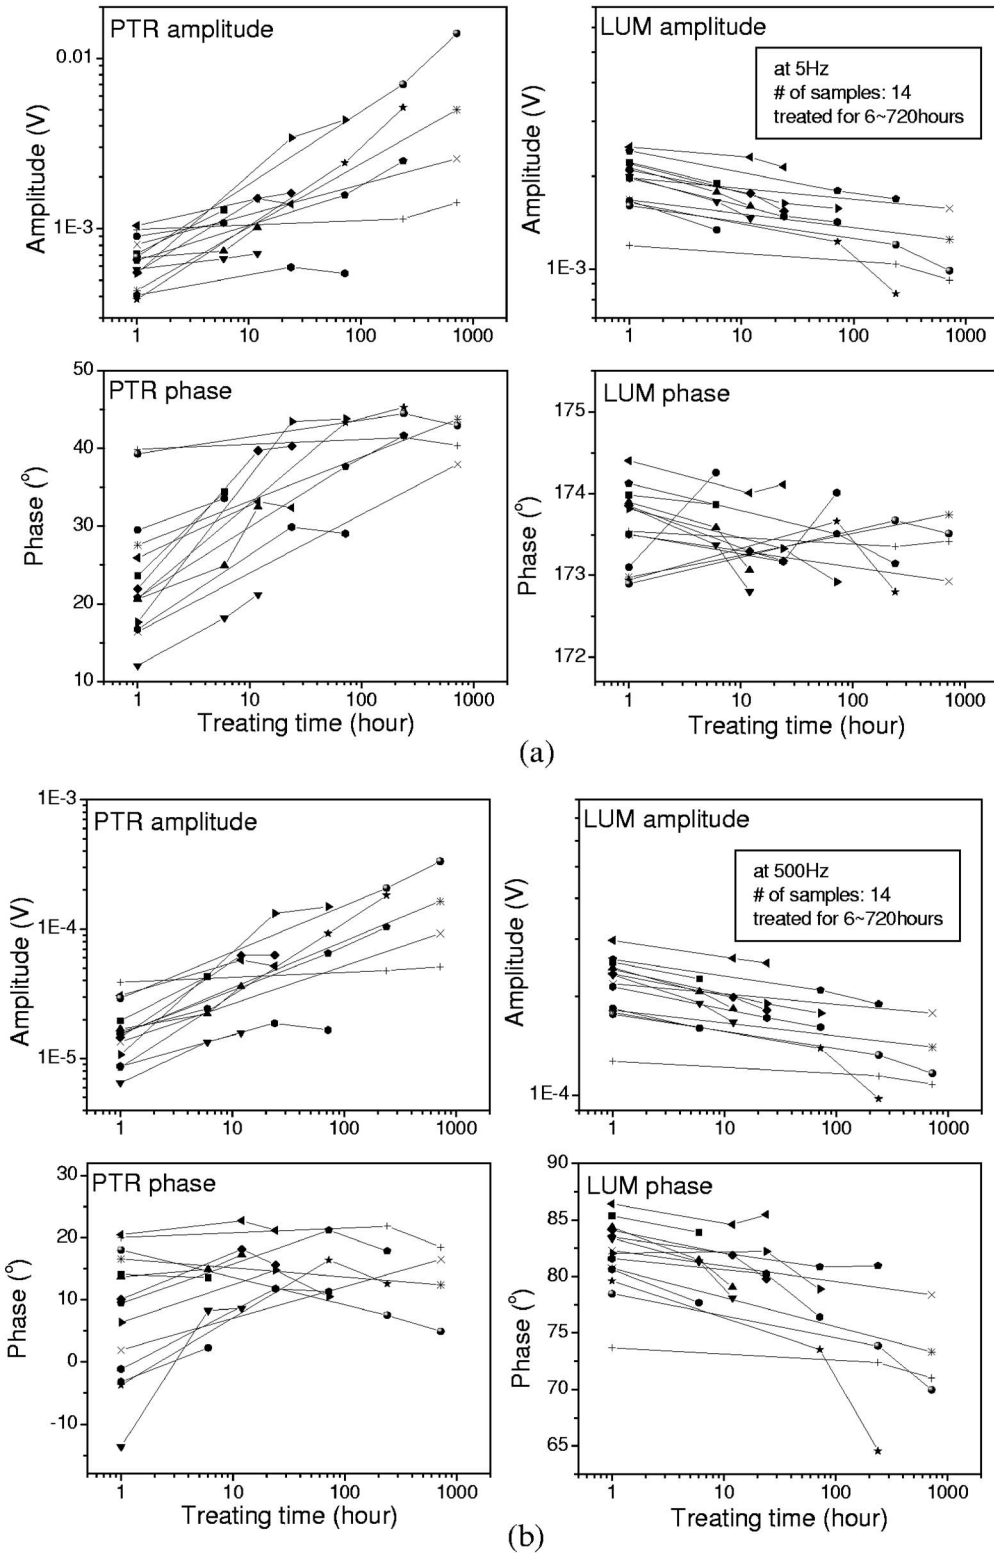 PTR amplitude
0.01
1E-3
Amplitude (V)
1 10 100 1000
LUM amplitude
at 5Hz
# of samples: 14
treated for 6~720hours
1E-3
Amplitude (V)
1 10 100 1000
PTR phase
50
40
30
20
10
Phase (°)
1 10 100 1000
Treating time (hour)
LUM phase
175
174
173
172
Phase (°)
1 10 100 1000
Treating time (hour)
(a)
1E-3
PTR amplitude
1E-4
1E-5
Amplitude (V)
1 10 100 1000
LUM amplitude
at 500Hz
# of samples: 14
treated for 6~720hours
1E-4
Amplitude (V)
1 10 100 1000
PTR phase
30
20
10
0
-10
Phase (°)
1 10 100 1000
Treating time (hour)
LUM phase
90
85
80
75
70
65
Phase (°)
1 10 100 1000
Treating time (hour)
(b)